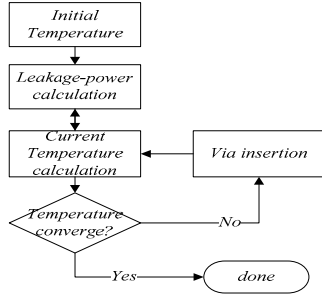 Initial
Temperature
Leakage-power
calculation
Current
Temperature
calculation
Via insertion
Temperature
converge?
No
Yes
done